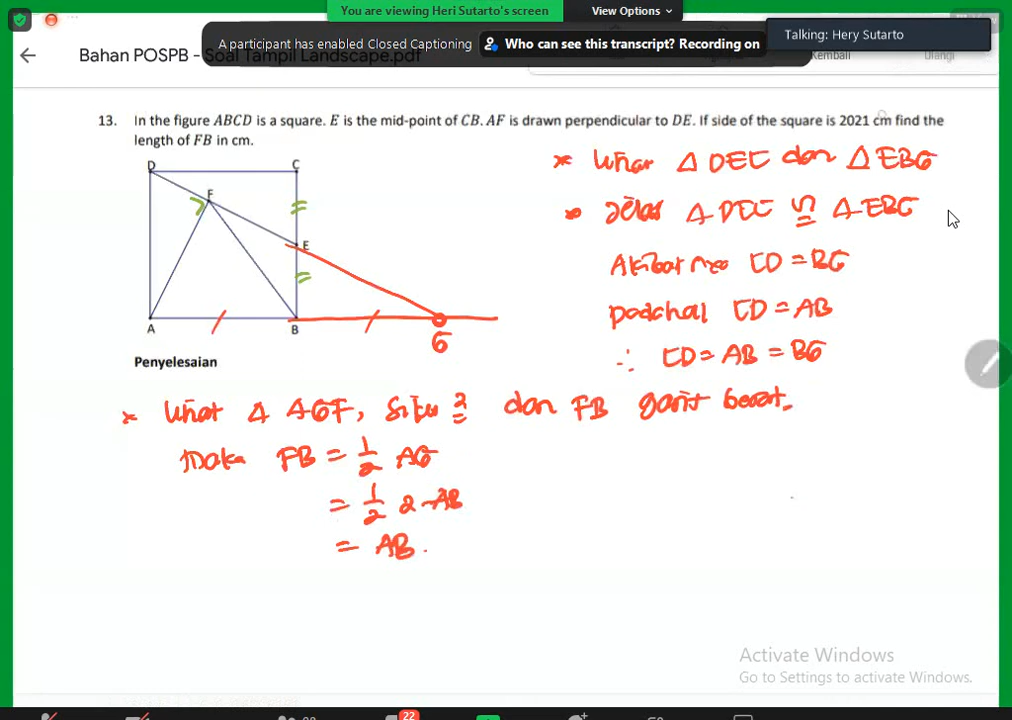 You are viewing Heri Sutarto's screen
View Options
A participant has enabled Closed Captioning
Who can see this transcript? Recording on
Talking: Hery Sutarto
Bahan POSPB - Soal Tampil Landscape.pdf
Kembali
Ulangi
13. In the figure ABCD is a square. E is the mid-point of CB. AF is drawn perpendicular to DE. If side of the square is 2021 cm find the
length of FB in cm.
* Lihat Δ DEC dan Δ EBG
* Jelas Δ DEC ≅ Δ EBG
Akibatnya CD = BG
padahal CD = AB
∴ CD = AB = BG
D
C
F
E
A
B
G
Penyelesaian
* Lihat Δ AGF, siku2 dan FB garis berat.
Maka FB = 1/2 AG
= 1/2 2 AB
= AB.
Activate Windows
Go to Settings to activate Windows.
22